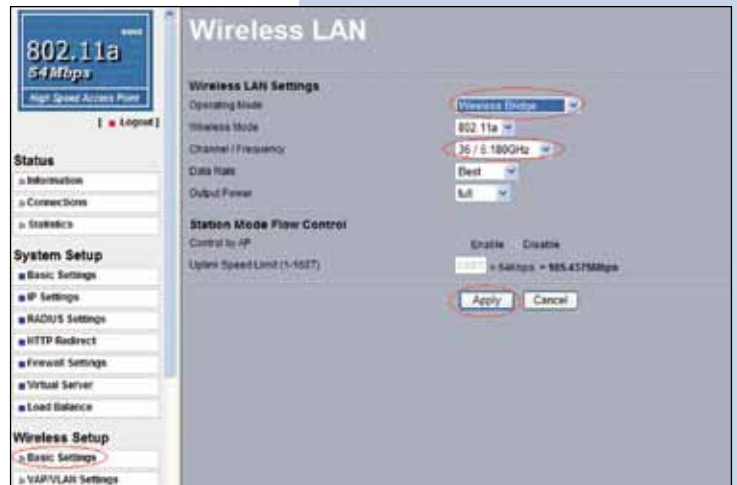 802.11a
54Mbps
High Speed Access Point
[ Logout ]
Status
Information
Connections
Statistics
System Setup
Basic Settings
IP Settings
RADIUS Settings
HTTP Redirect
Firewall Settings
Virtual Server
Load Balance
Wireless Setup
Basic Settings
VAP/VLAN Settings
Wireless LAN
Wireless LAN Settings
Operating Mode Wireless Bridge
Wireless Mode 802.11a
Channel / Frequency 36 / 5.180GHz
Data Rate Best
Output Power full
Station Mode Flow Control
Control by AP Enable Disable
Uplink Speed Limit (1-1687)
Apply Cancel